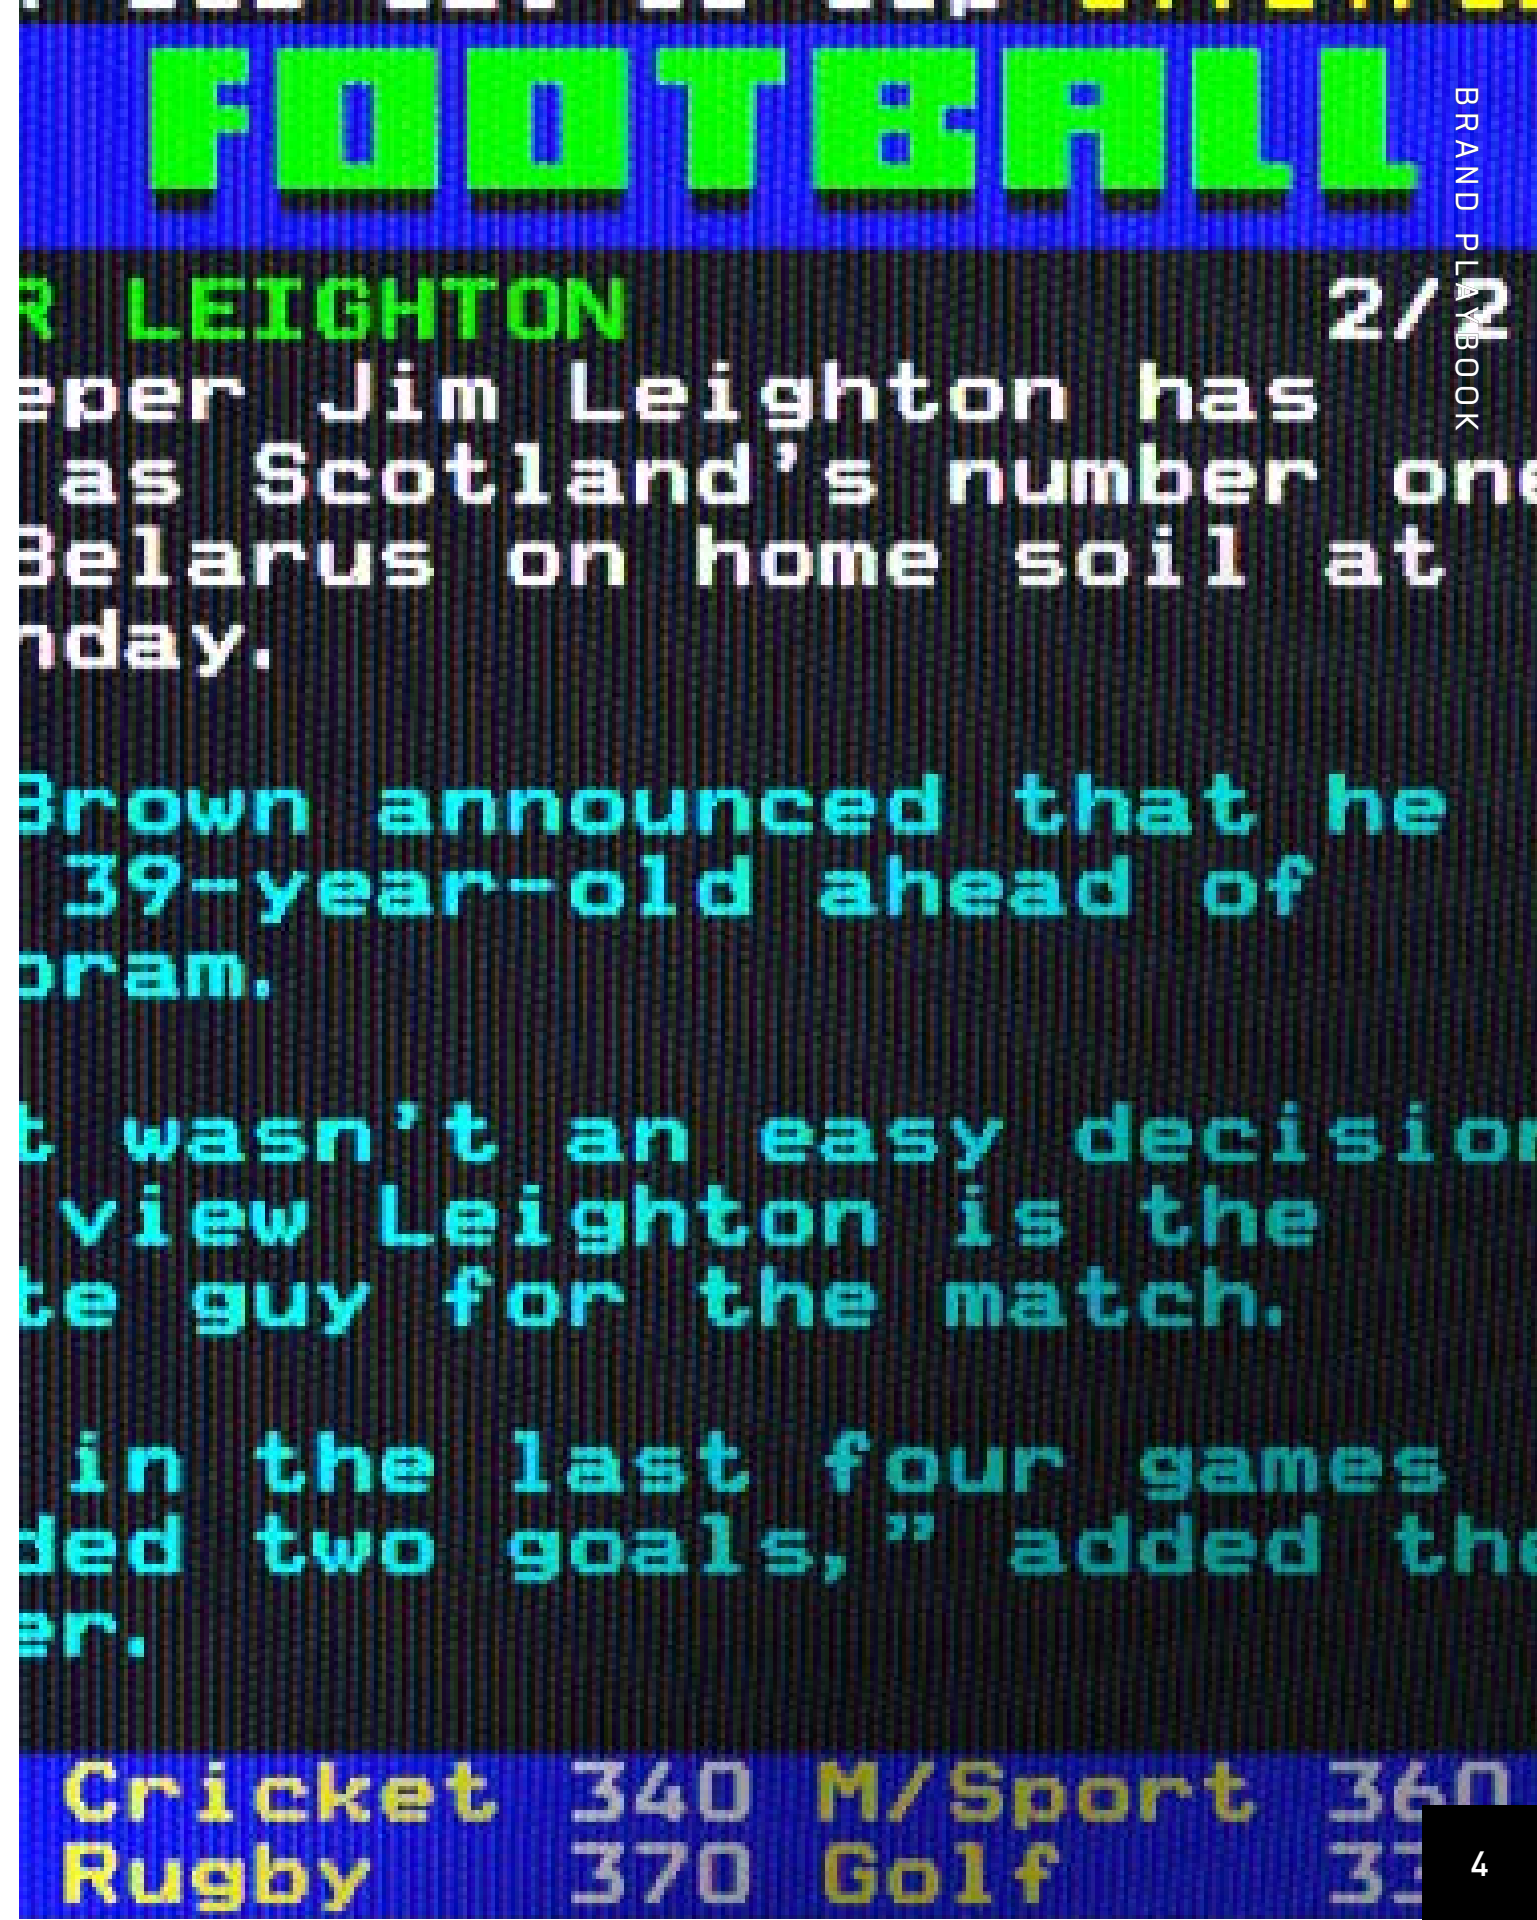 FOOTBALL
BRAND PLAYBOOK
R LEIGHTON 2/2
eper Jim Leighton has
as Scotland's number one
Belarus on home soil at
nday.
Brown announced that he
39-year-old ahead of
oram.
t wasn't an easy decision
view Leighton is the
te guy for the match.
in the last four games
ded two goals,” added the
er.
Cricket 340 M/Sport 360
Rugby 370 Golf 33
4